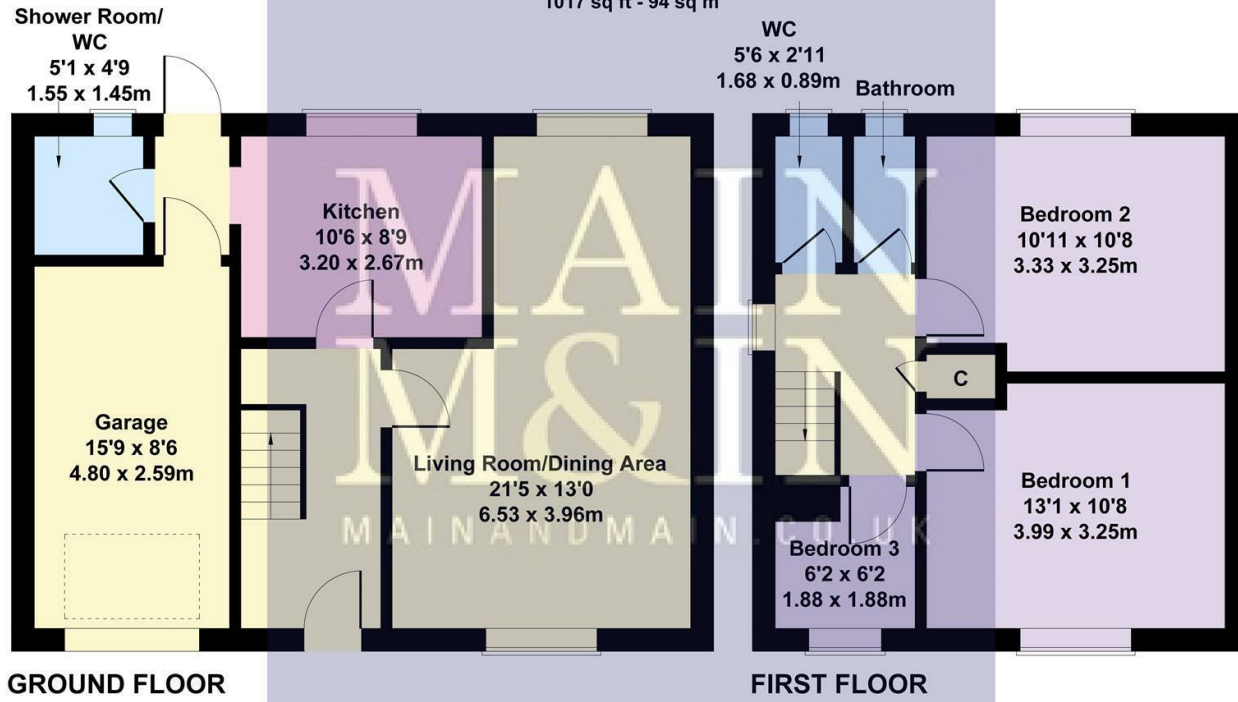 1017 sq ft - 94 sq m
Shower Room/
WC
5'1 x 4'9
1.55 x 1.45m
Kitchen
10'6 x 8'9
3.20 x 2.67m
Garage
15'9 x 8'6
4.80 x 2.59m
Living Room/Dining Area
21'5 x 13'0
6.53 x 3.96m
GROUND FLOOR
WC
5'6 x 2'11
1.68 x 0.89m
Bathroom
Bedroom 2
10'11 x 10'8
3.33 x 3.25m
C
Bedroom 1
13'1 x 10'8
3.99 x 3.25m
Bedroom 3
6'2 x 6'2
1.88 x 1.88m
FIRST FLOOR
MAIN
M&IN
MAINANDMAIN.CO.UK